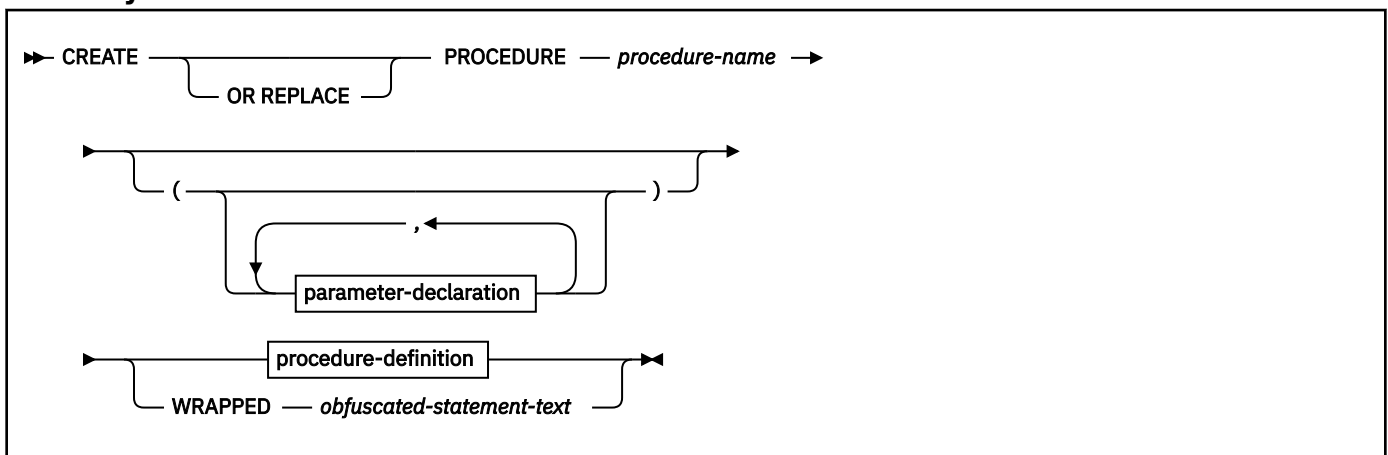 CREATE PROCEDURE procedure-name
OR REPLACE
( )
,
parameter-declaration
procedure-definition
WRAPPED obfuscated-statement-text